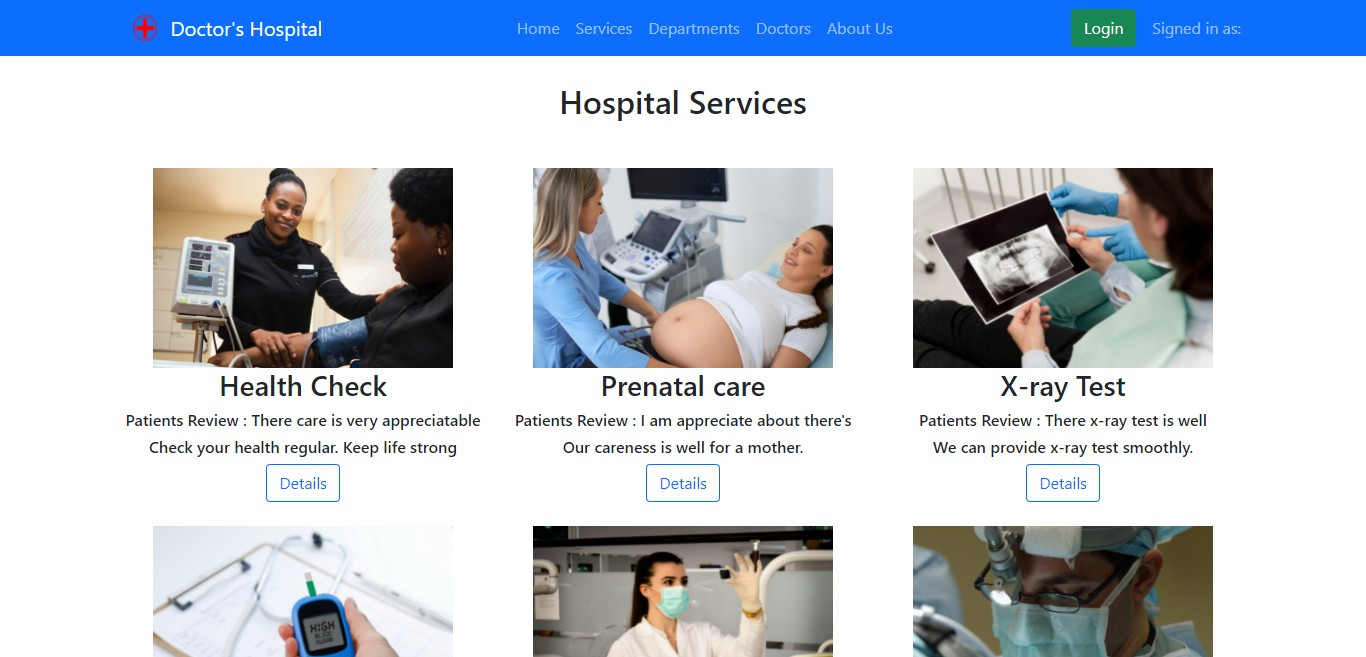 Doctor's Hospital
Home Services Departments Doctors About Us
Login Signed in as:
Hospital Services
Health Check
Patients Review : There care is very appreciatable
Check your health regular. Keep life strong
Details
Prenatal care
Patients Review : I am appreciate about there's
Our careness is well for a mother.
Details
X-ray Test
Patients Review : There x-ray test is well
We can provide x-ray test smoothly.
Details
HIGH
BLOOD
SUGAR